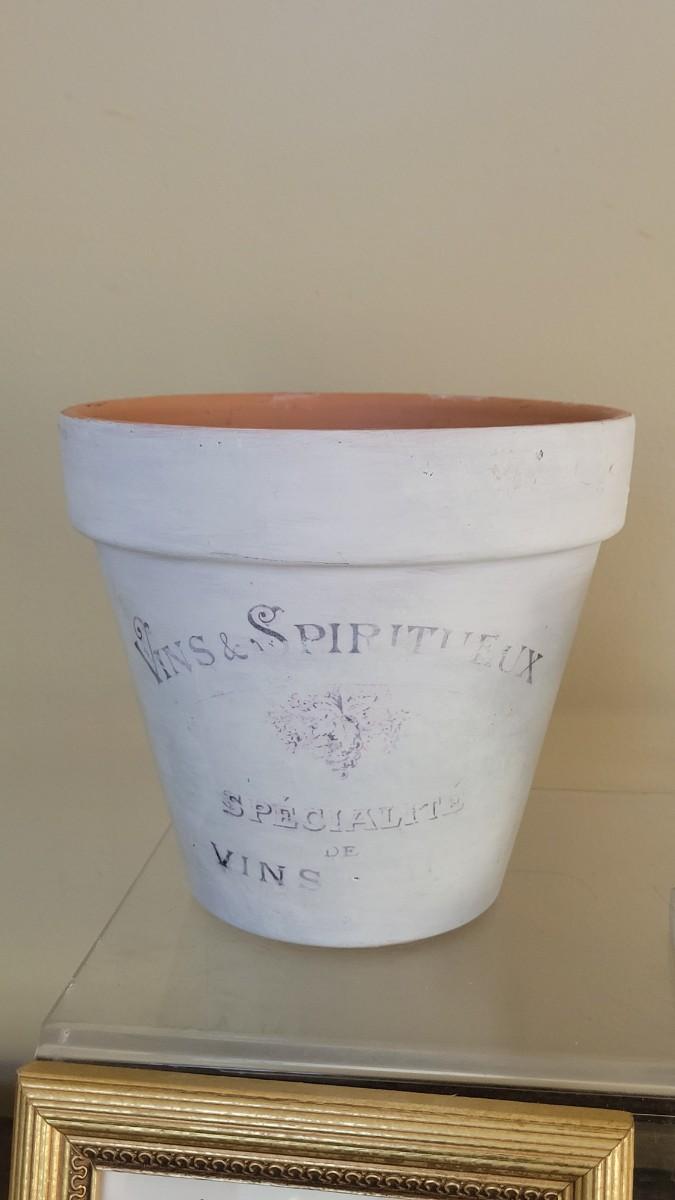 Vins & Spiritueux
SPÉCIALITÉ
DE
VINS